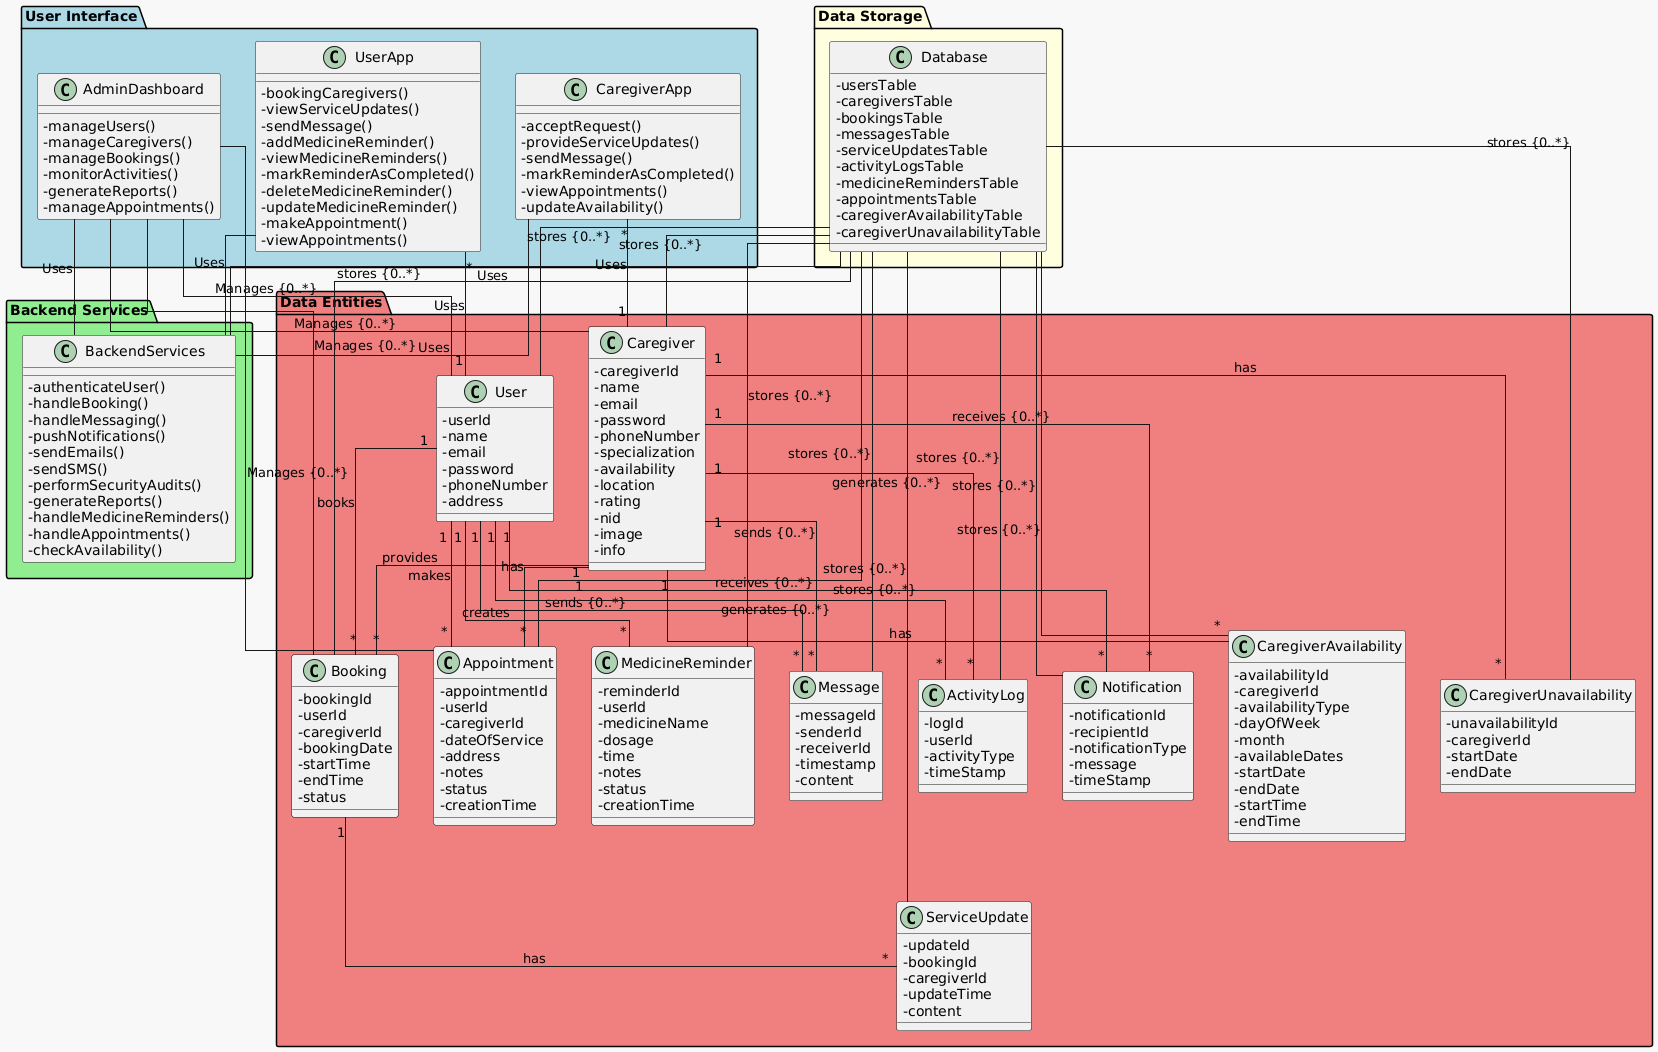 User Interface
C AdminDashboard
-manageUsers()
-manageCaregivers()
-manageBookings()
-monitorActivities()
-generateReports()
-manageAppointments()
C UserApp
-bookingCaregivers()
-viewServiceUpdates()
-sendMessage()
-addMedicineReminder()
-viewMedicineReminders()
-markReminderAsCompleted()
-deleteMedicineReminder()
-updateMedicineReminder()
-makeAppointment()
-viewAppointments()
C CaregiverApp
-acceptRequest()
-provideServiceUpdates()
-sendMessage()
-markReminderAsCompleted()
-viewAppointments()
-updateAvailability()
Data Storage
C Database
-usersTable
-caregiversTable
-bookingsTable
-messagesTable
-serviceUpdatesTable
-activityLogsTable
-medicineRemindersTable
-appointmentsTable
-caregiverAvailabilityTable
-caregiverUnavailabilityTable
stores {0..*}
stores {0..*}
*
stores {0..*}
Uses
Uses
stores {0..*}
*
Uses
Uses
Manages {0..*}
Uses
1
Manages {0..*}
Manages {0..*}
Uses
1
Backend Services
C BackendServices
-authenticateUser()
-handleBooking()
-handleMessaging()
-pushNotifications()
-sendEmails()
-sendSMS()
-performSecurityAudits()
-generateReports()
-handleMedicineReminders()
-handleAppointments()
-checkAvailability()
Data Entities
C User
-userId
-name
-email
-password
-phoneNumber
-address
C Caregiver
-caregiverId
-name
-email
-password
-phoneNumber
-specialization
-availability
-location
-rating
-nid
-image
-info
1
has
stores {0..*}
1
receives {0..*}
1
Manages {0..*}
books
1
stores {0..*}
stores {0..*}
generates {0..*}
stores {0..*}
1
sends {0..*}
stores {0..*}
1
1
1
1
1
provides
makes
has
1
1
1
receives {0..*}
stores {0..*}
stores {0..*}
creates
sends {0..*}
generates {0..*}
has
*
*
*
*
*
*
*
*
*
*
*
*
*
C Booking
-bookingId
-userId
-caregiverId
-bookingDate
-startTime
-endTime
-status
C Appointment
-appointmentId
-userId
-caregiverId
-dateOfService
-address
-notes
-status
-creationTime
C MedicineReminder
-reminderId
-userId
-medicineName
-dosage
-time
-notes
-status
-creationTime
C Message
-messageId
-senderId
-receiverId
-timestamp
-content
C ActivityLog
-logId
-userId
-activityType
-timeStamp
C Notification
-notificationId
-recipientId
-notificationType
-message
-timeStamp
C CaregiverAvailability
-availabilityId
-caregiverId
-availabilityType
-dayOfWeek
-month
-availableDates
-startDate
-endDate
-startTime
-endTime
C CaregiverUnavailability
-unavailabilityId
-caregiverId
-startDate
-endDate
1
has
*
C ServiceUpdate
-updateId
-bookingId
-caregiverId
-updateTime
-content